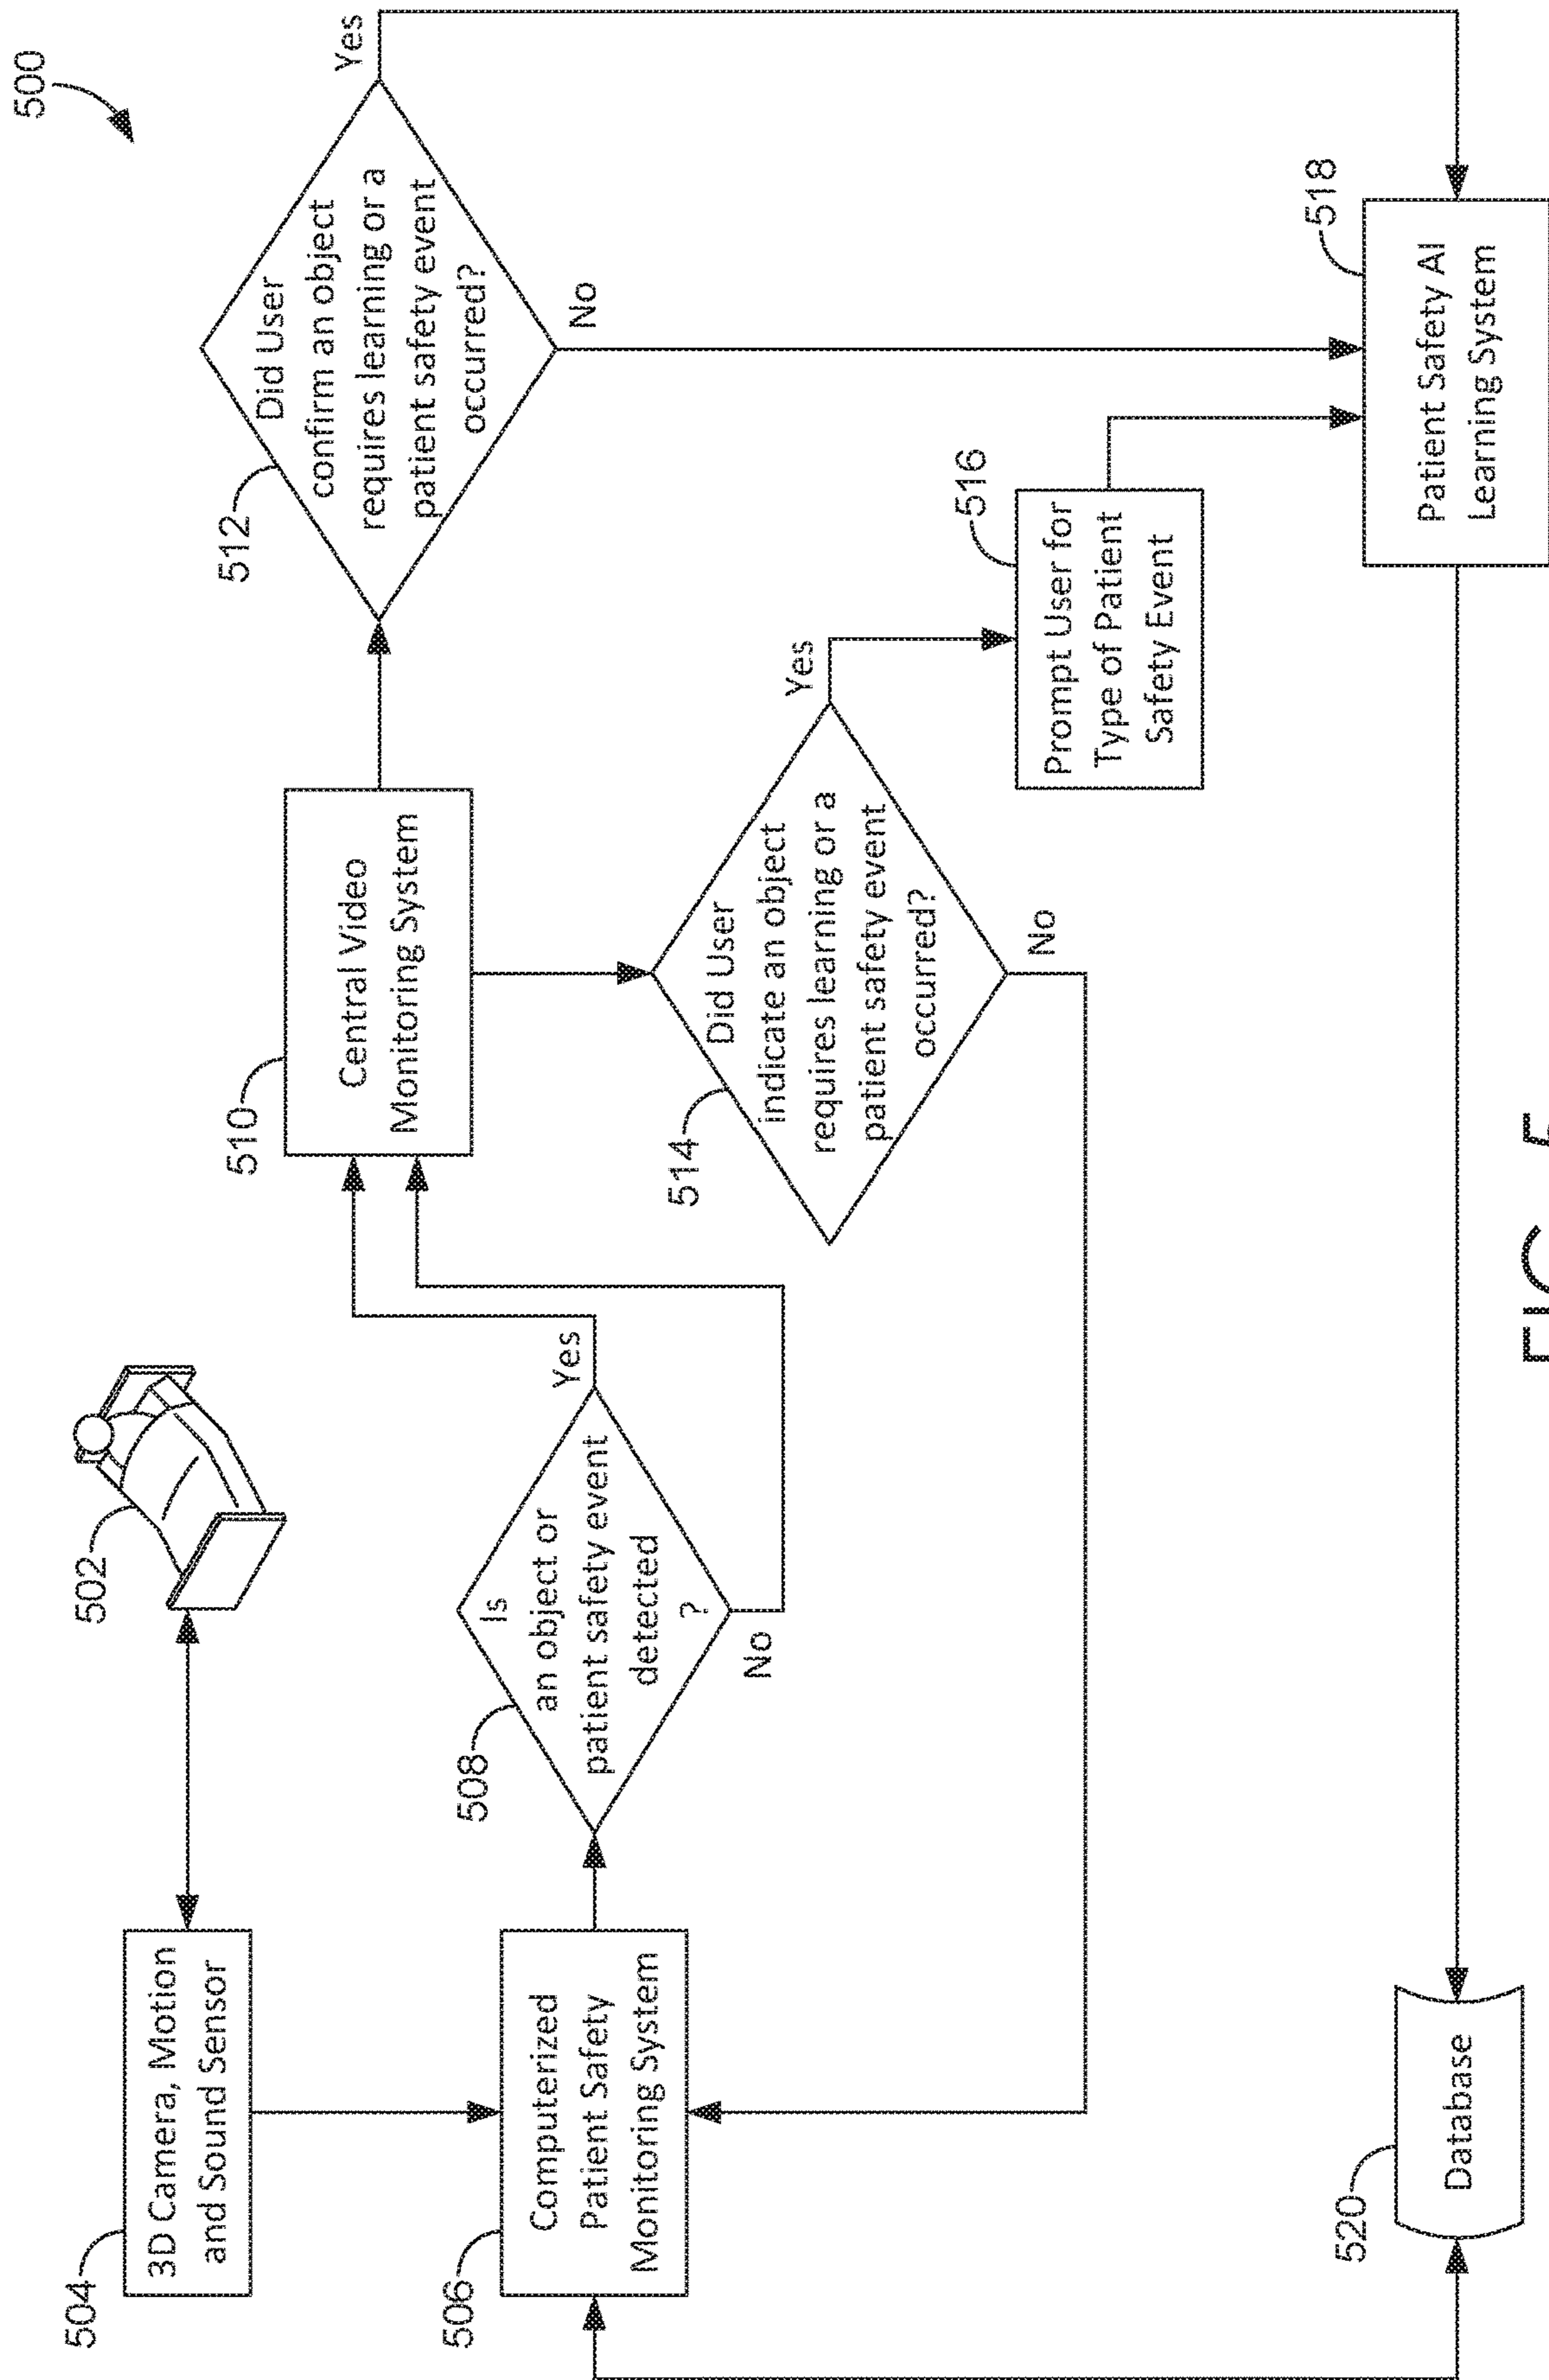 500
504
3D Camera, Motion
and Sound Sensor
502
506
Computerized
Patient Safety
Monitoring System
508
Is
an object or
patient safety event
detected
?
Yes
No
510
Central Video
Monitoring System
512
Did User
confirm an object
requires learning or a
patient safety event
occurred?
Yes
No
514
Did User
indicate an object
requires learning or a
patient safety event
occurred?
Yes
No
516
Prompt User for
Type of Patient
Safety Event
518
Patient Safety AI
Learning System
520
Database